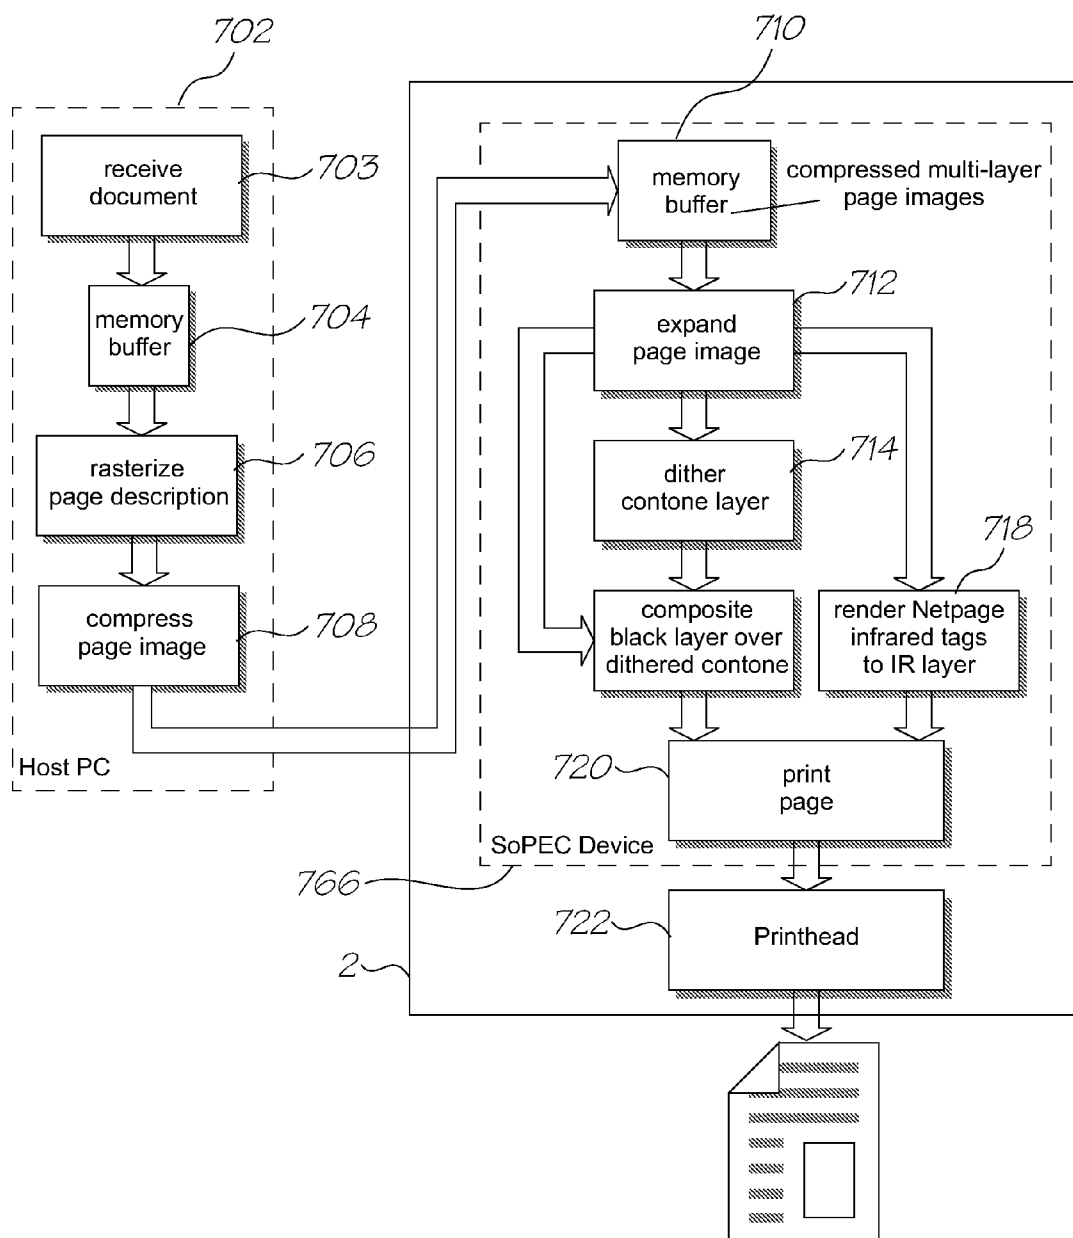 702
710
receive
document
703
memory
buffer
compressed multi-layer
page images
memory
buffer
704
expand
page image
712
rasterize
page description
706
dither
contone layer
714
compress
page image
708
composite
black layer over
dithered contone
718
render Netpage
infrared tags
to IR layer
Host PC
720
print
page
SoPEC Device
766
722
Printhead
2